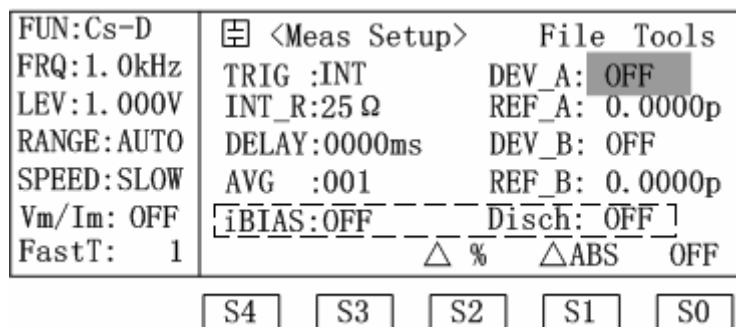 FUN:Cs-D
FRQ:1.0kHz
LEV:1.000V
RANGE:AUTO
SPEED:SLOW
Vm/Im: OFF
FastT: 1
<Meas Setup> File Tools
TRIG :INT DEV_A: OFF
INT_R:25Ω REF_A: 0.0000p
DELAY:0000ms DEV_B: OFF
AVG :001 REF_B: 0.0000p
iBIAS:OFF Disch: OFF
△ % △ABS OFF
S4 S3 S2 S1 S0